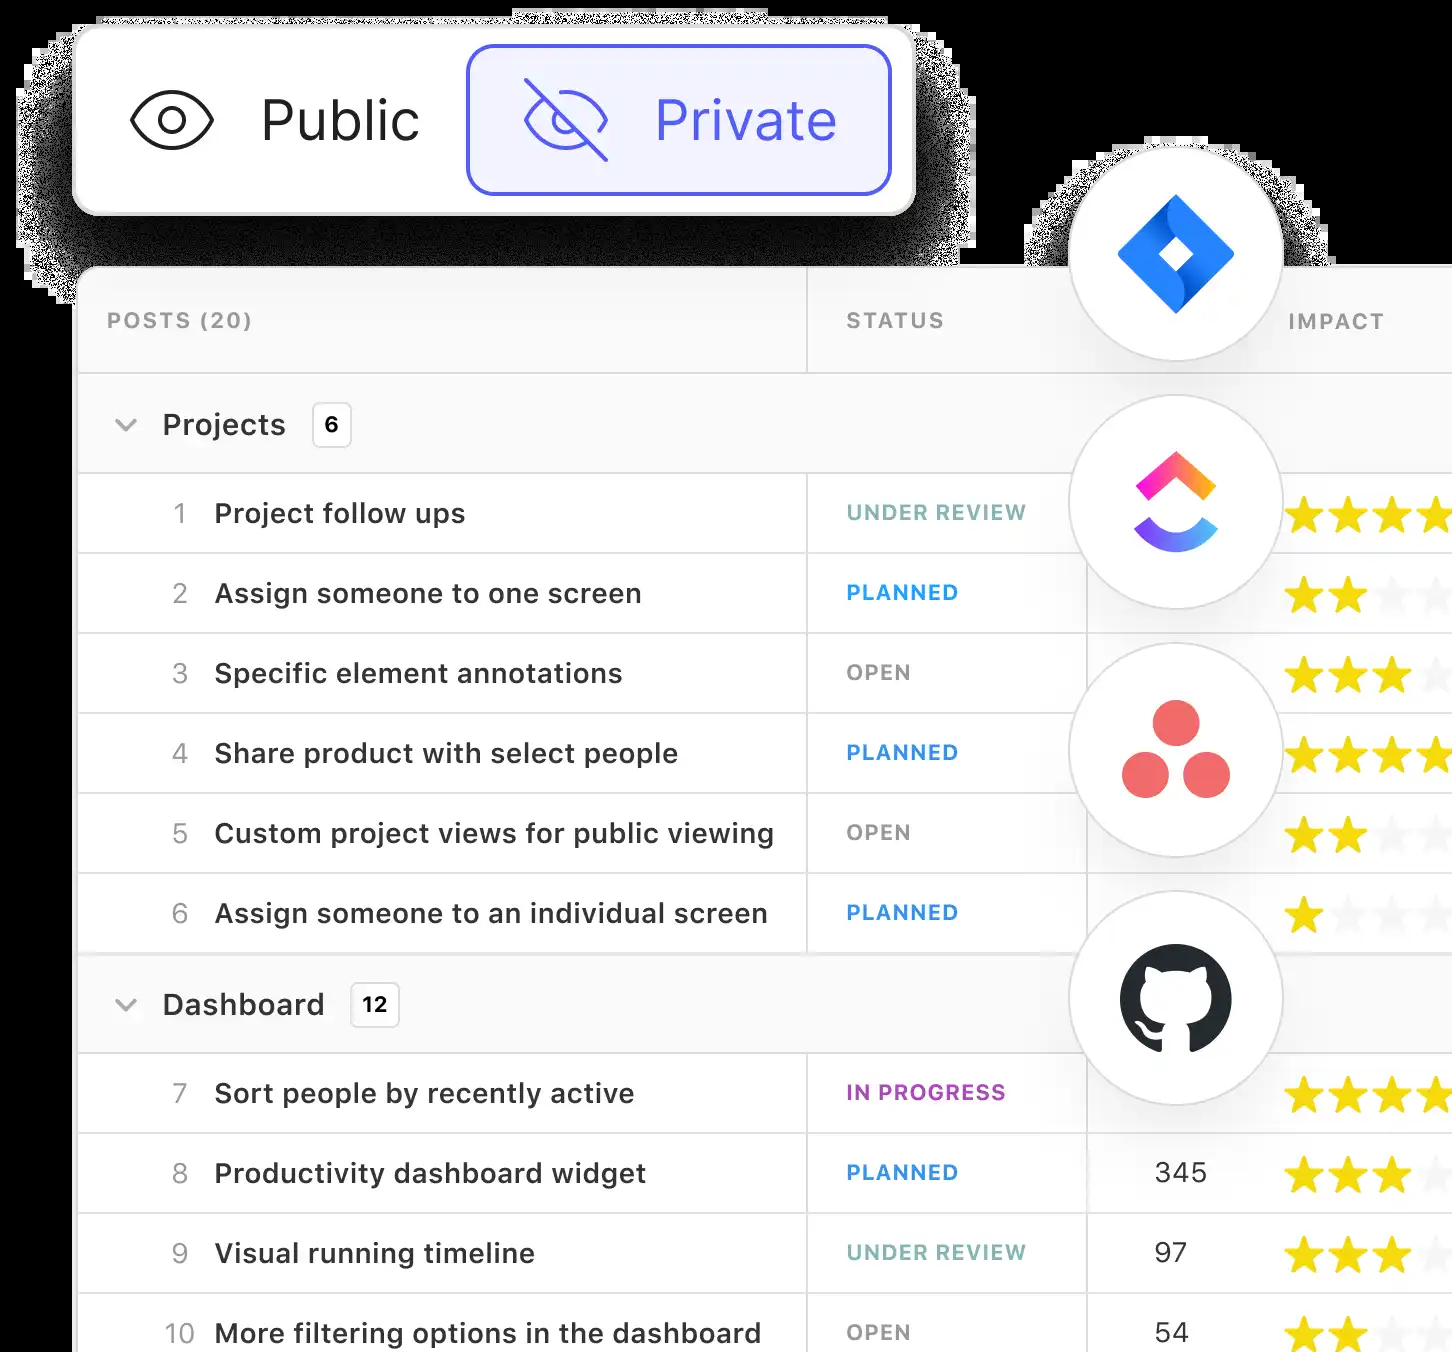 Public Private
POSTS (20) STATUS IMPACT
Projects 6
1 Project follow ups UNDER REVIEW
2 Assign someone to one screen PLANNED
3 Specific element annotations OPEN
4 Share product with select people PLANNED
5 Custom project views for public viewing OPEN
6 Assign someone to an individual screen PLANNED
Dashboard 12
7 Sort people by recently active IN PROGRESS
8 Productivity dashboard widget PLANNED 345
9 Visual running timeline UNDER REVIEW 97
10 More filtering options in the dashboard OPEN 54